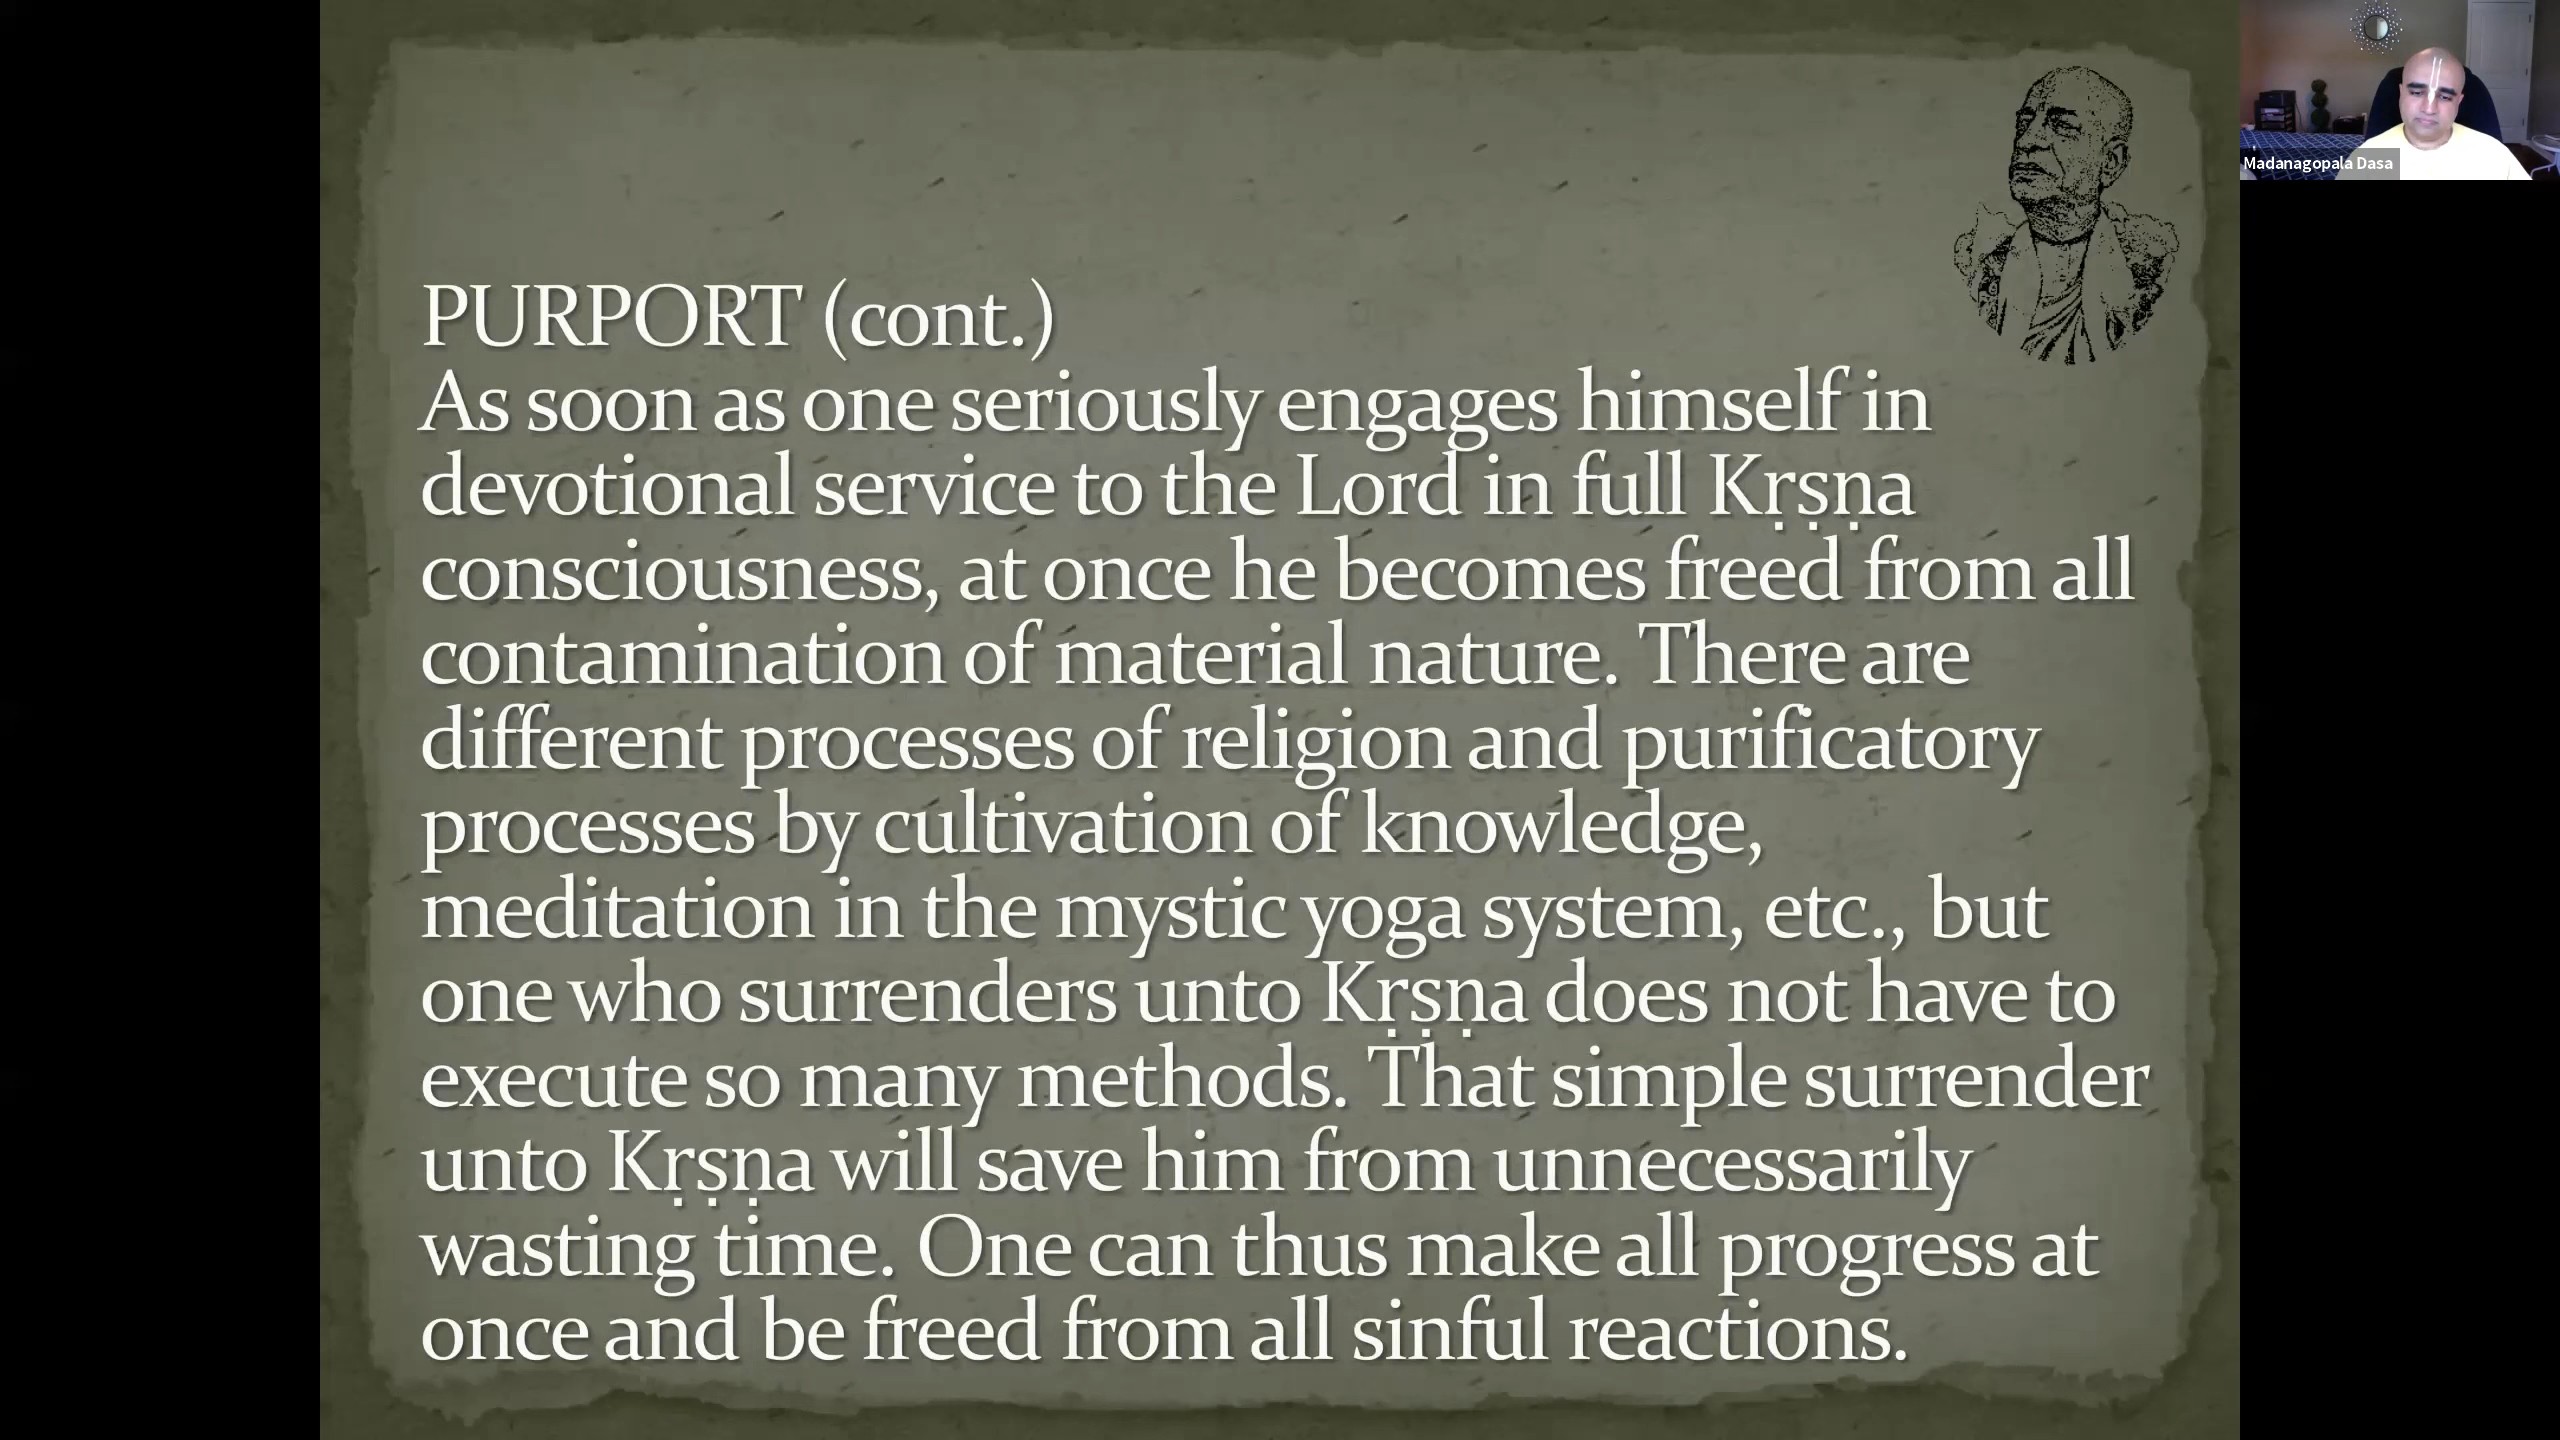 PURPORT (cont.)
As soon as one seriously engages himself in
devotional service to the Lord in full Kṛṣṇa
consciousness, at once he becomes freed from all
contamination of material nature. There are
different processes of religion and purificatory
processes by cultivation of knowledge,
meditation in the mystic yoga system, etc., but
one who surrenders unto Kṛṣṇa does not have to
execute so many methods. That simple surrender
unto Kṛṣṇa will save him from unnecessarily
wasting time. One can thus make all progress at
once and be freed from all sinful reactions.
Madanagopala Dasa